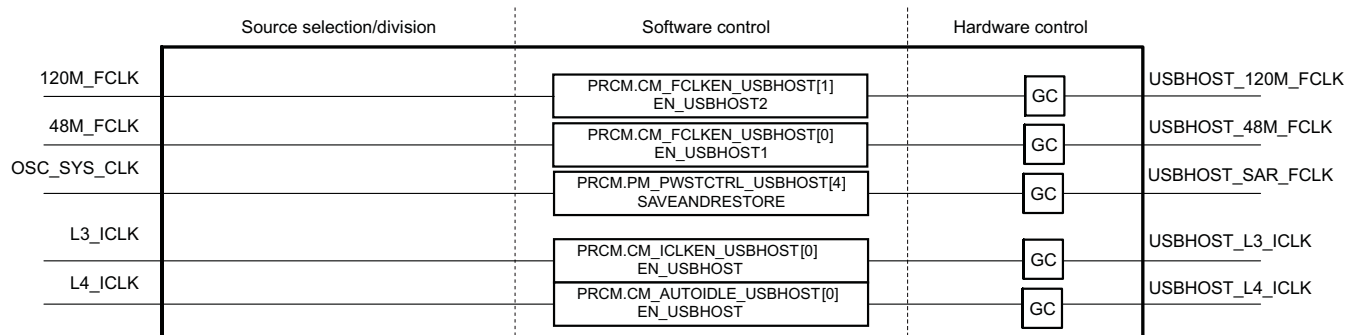 Source selection/division
Software control
Hardware control
120M_FCLK
PRCM.CM_FCLKEN_USBHOST[1]
EN_USBHOST2
GC
USBHOST_120M_FCLK
48M_FCLK
PRCM.CM_FCLKEN_USBHOST[0]
EN_USBHOST1
GC
USBHOST_48M_FCLK
OSC_SYS_CLK
PRCM.PM_PWSTCTRL_USBHOST[4]
SAVEANDRESTORE
GC
USBHOST_SAR_FCLK
L3_ICLK
PRCM.CM_ICLKEN_USBHOST[0]
EN_USBHOST
GC
USBHOST_L3_ICLK
L4_ICLK
PRCM.CM_AUTOIDLE_USBHOST[0]
EN_USBHOST
GC
USBHOST_L4_ICLK